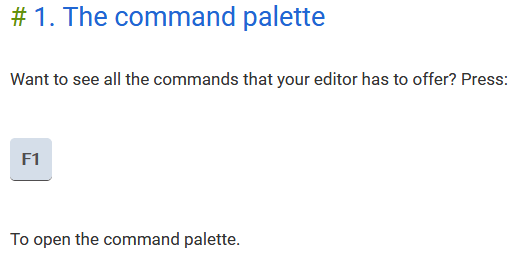 # 1. The command palette
Want to see all the commands that your editor has to offer? Press:
F1
To open the command palette.